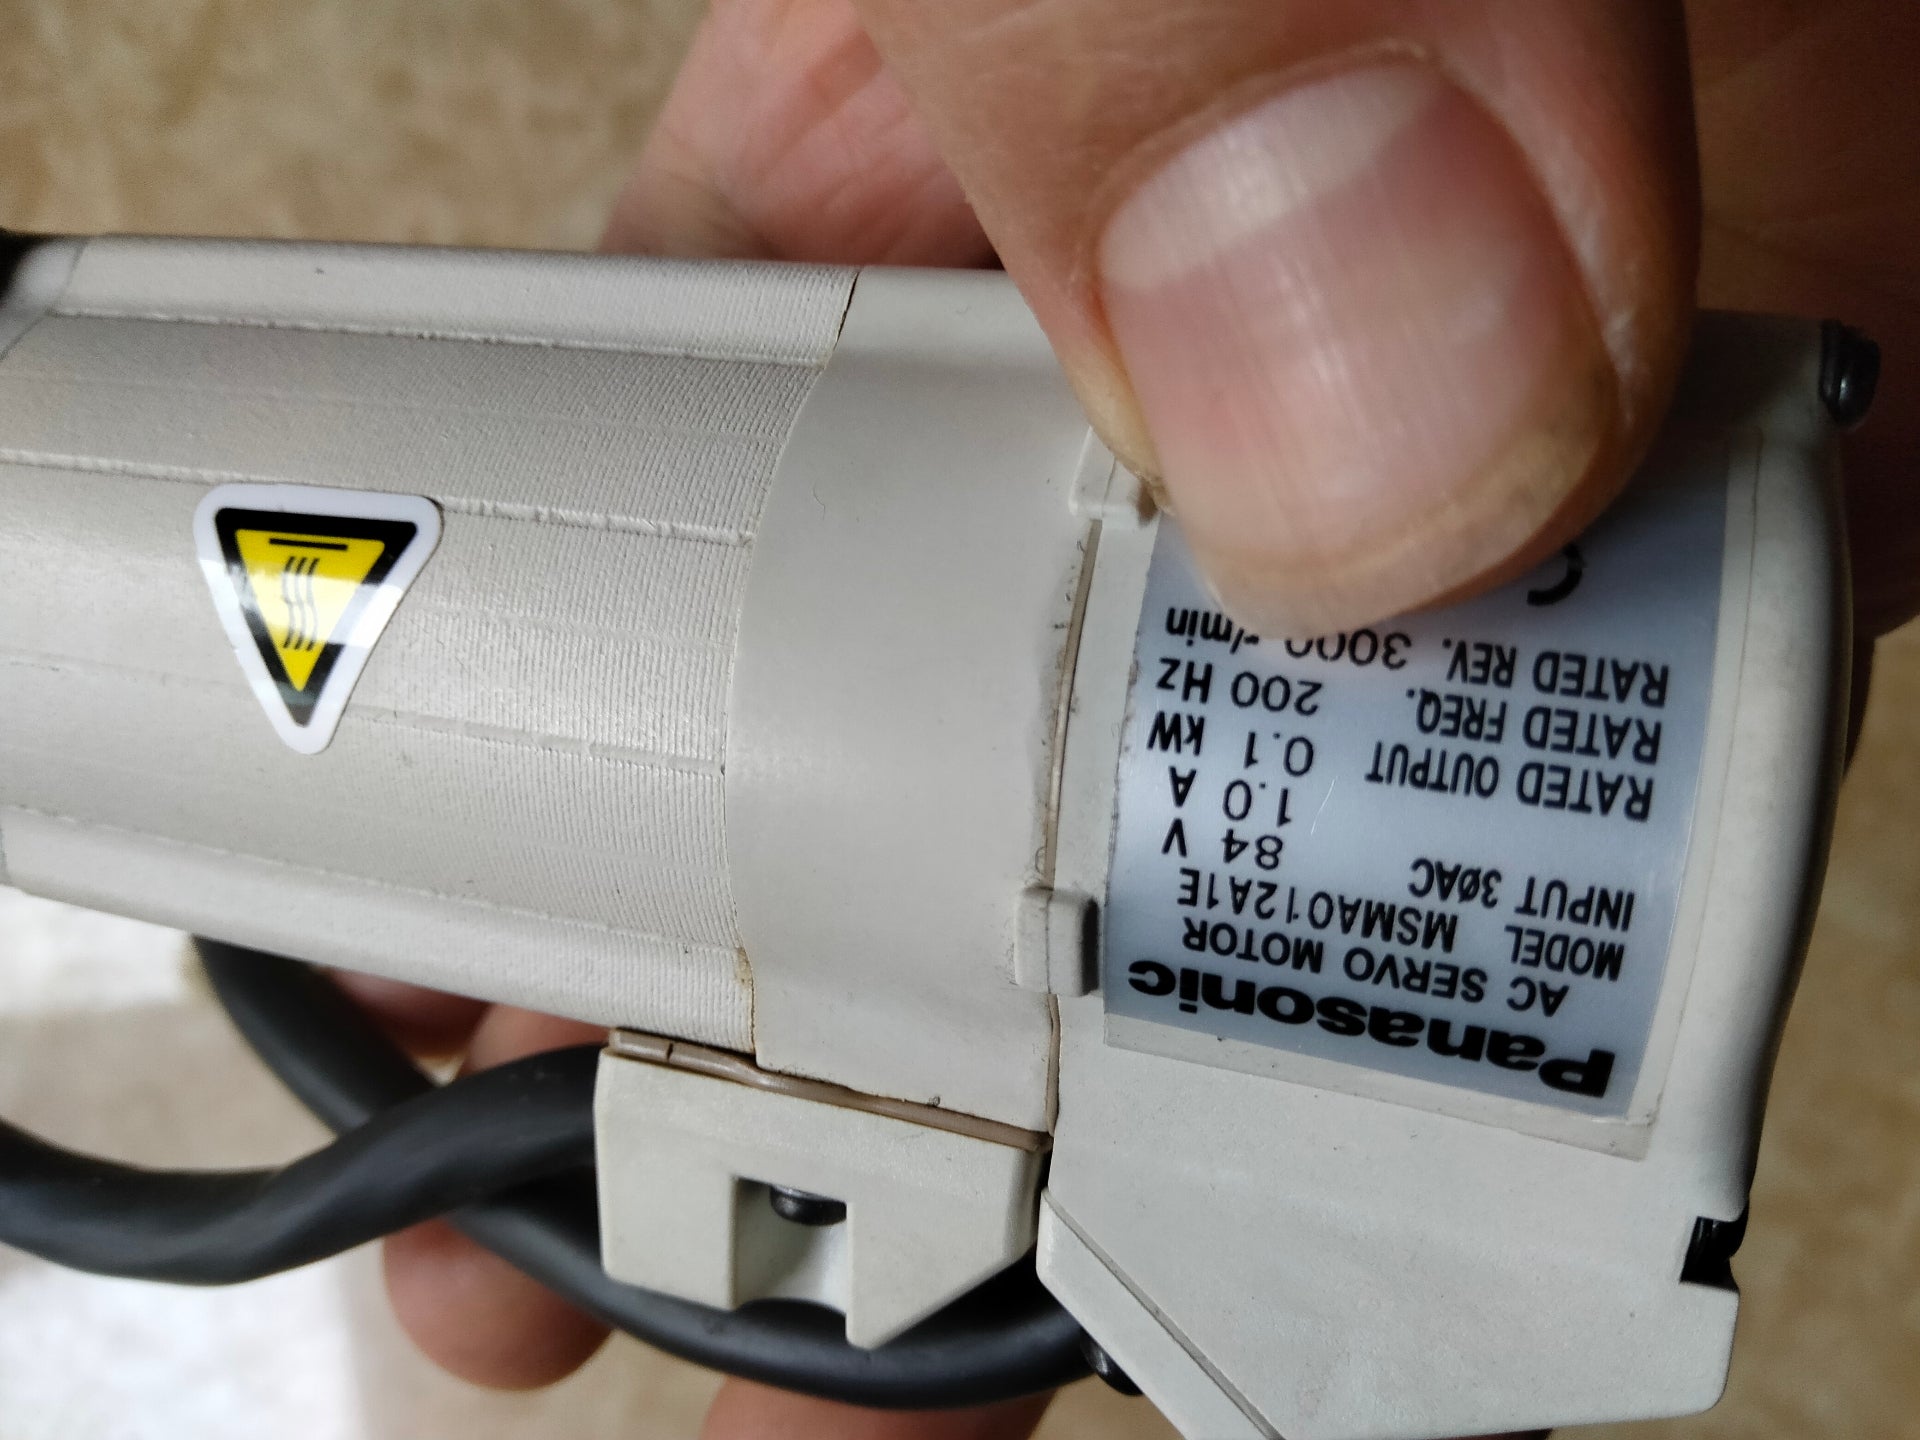 Panasonic
AC SERVO MOTOR
MODEL MSMA012A1E
INPUT 3ØAC 84 V
1.0 A
RATED OUTPUT 0.1 kW
RATED FREQ. 200 Hz
RATED REV. 3000 r/min